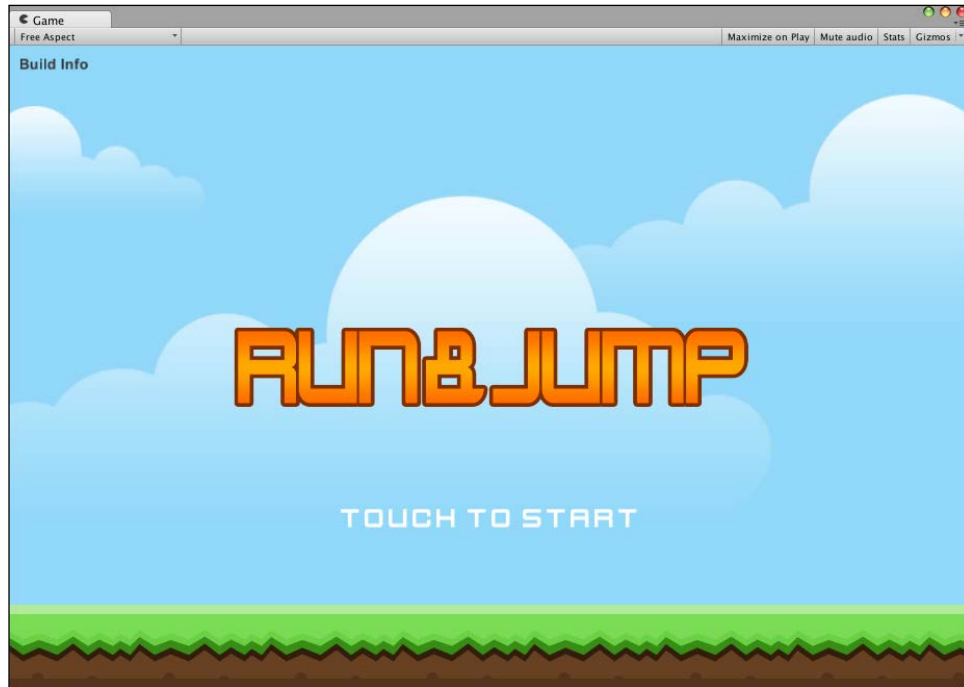 Game
Free Aspect Maximize on Play Mute audio Stats Gizmos
Build Info
RUN&JUMP
TOUCH TO START